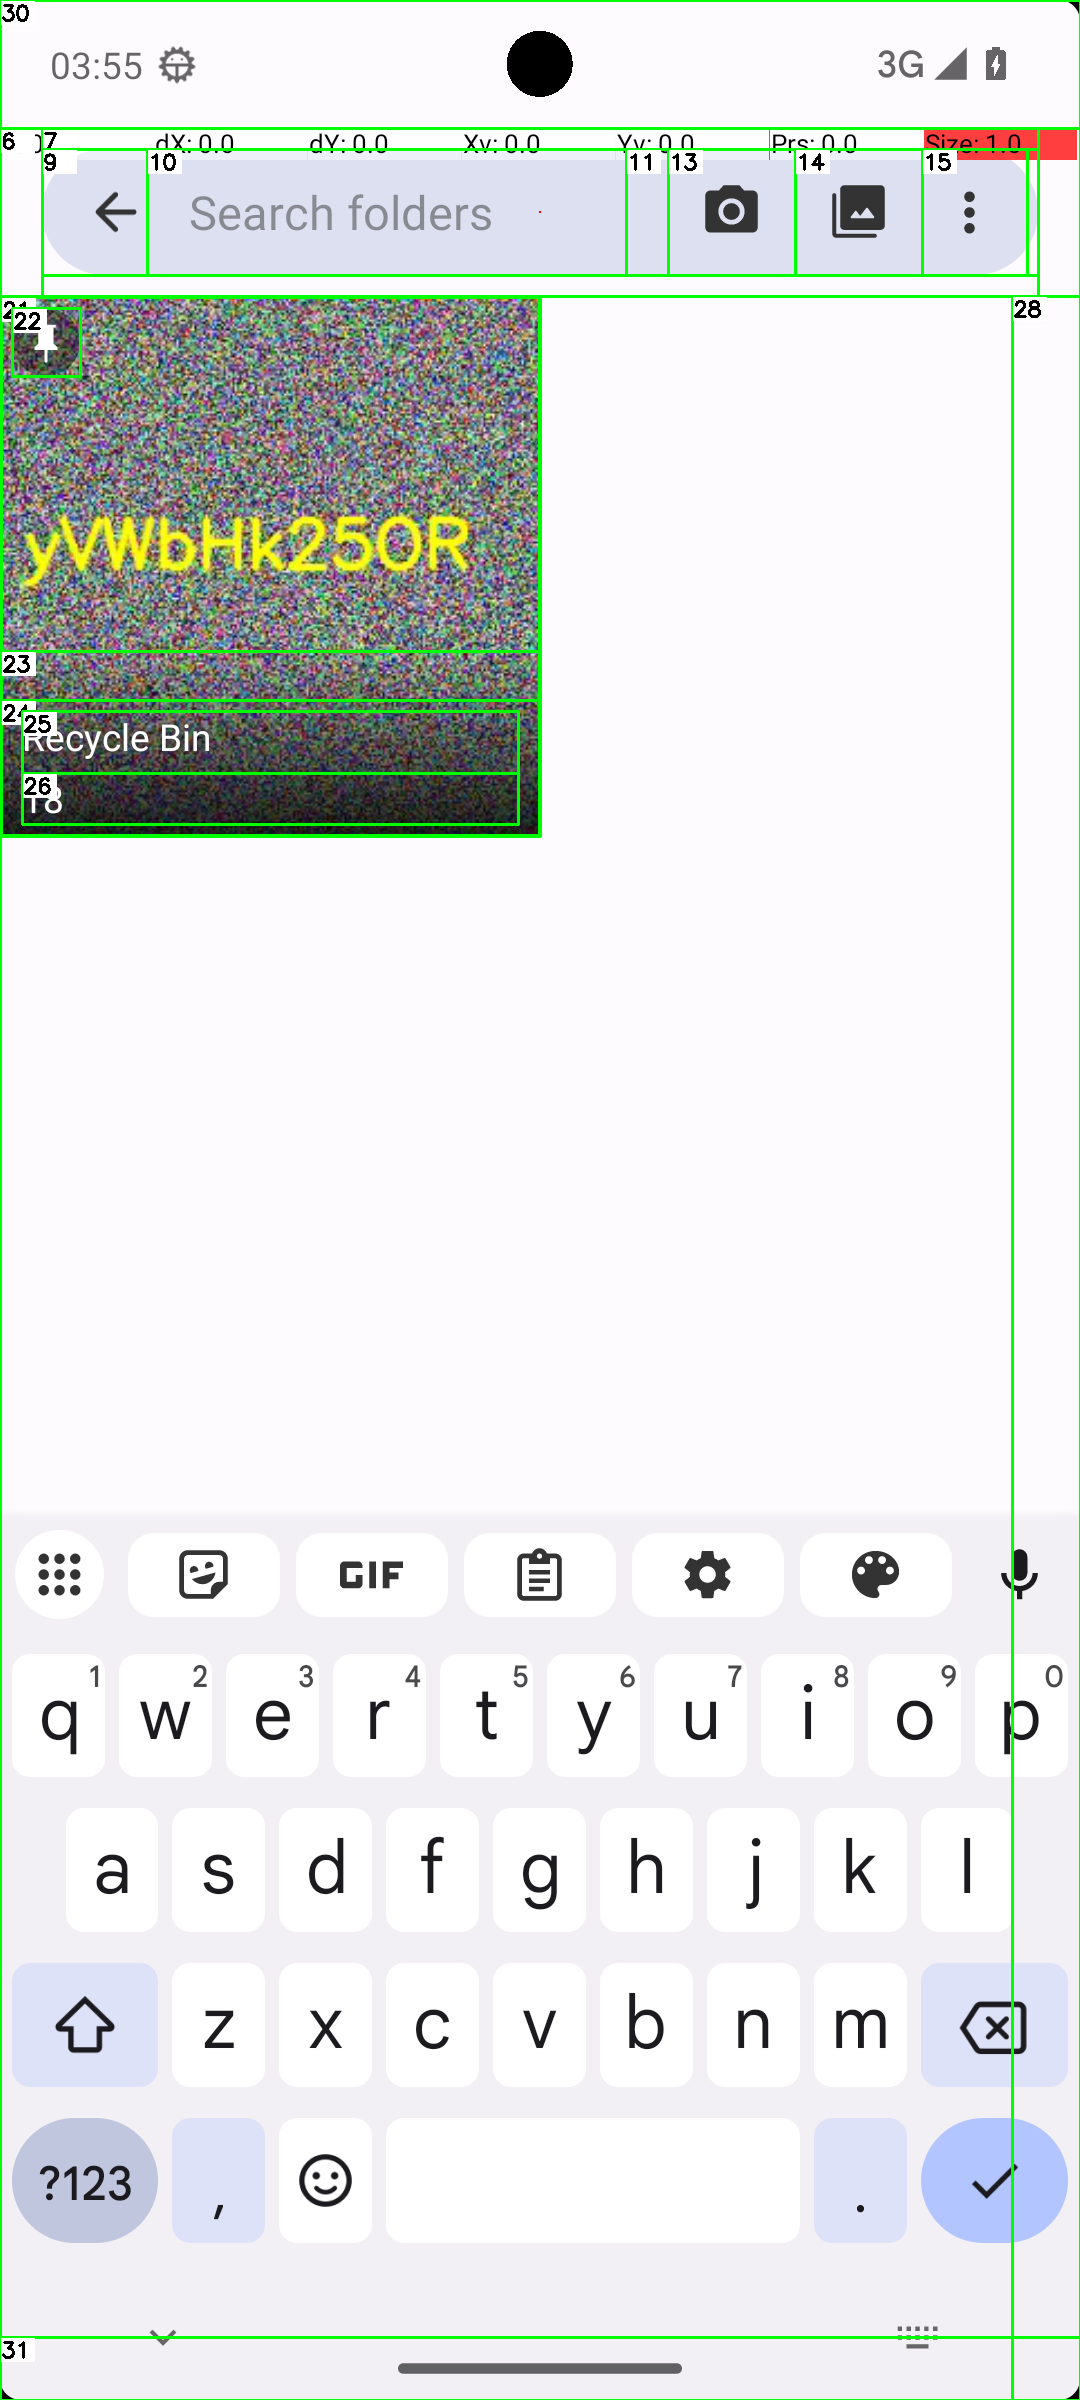 30
03:55 3G
6 7 dX: 0.0 dY: 0.0 Xv: 0.0 Yv: 0.0 Prs: 0.0 Size: 1.0
9 10 11 13 14 15
Search folders
21 28
22
yVWbHk25OR
23
24 25
Recycle Bin
26
18
GIF
q1 w2 e3 r4 t5 y6 u7 i8 o9 p0
a s d f g h j k l
z x c v b n m
?123 , .
31